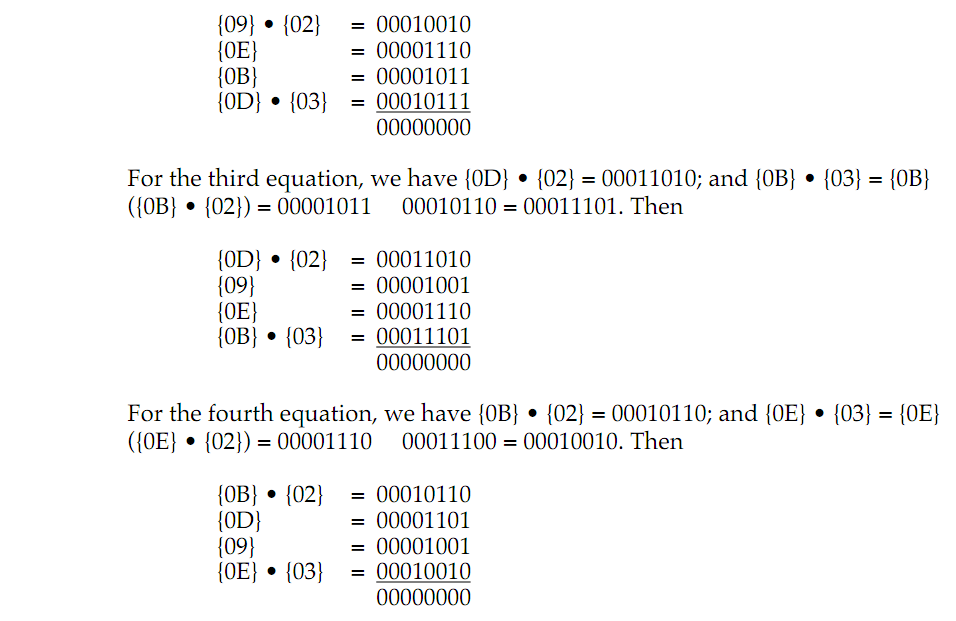 {09} • {02} = 00010010
{0E} = 00001110
{0B} = 00001011
{0D} • {03} = 00010111
00000000
For the third equation, we have {0D} • {02} = 00011010; and {0B} • {03} = {0B}
({0B} • {02}) = 00001011 00010110 = 00011101. Then
{0D} • {02} = 00011010
{09} = 00001001
{0E} = 00001110
{0B} • {03} = 00011101
00000000
For the fourth equation, we have {0B} • {02} = 00010110; and {0E} • {03} = {0E}
({0E} • {02}) = 00001110 00011100 = 00010010. Then
{0B} • {02} = 00010110
{0D} = 00001101
{09} = 00001001
{0E} • {03} = 00010010
00000000